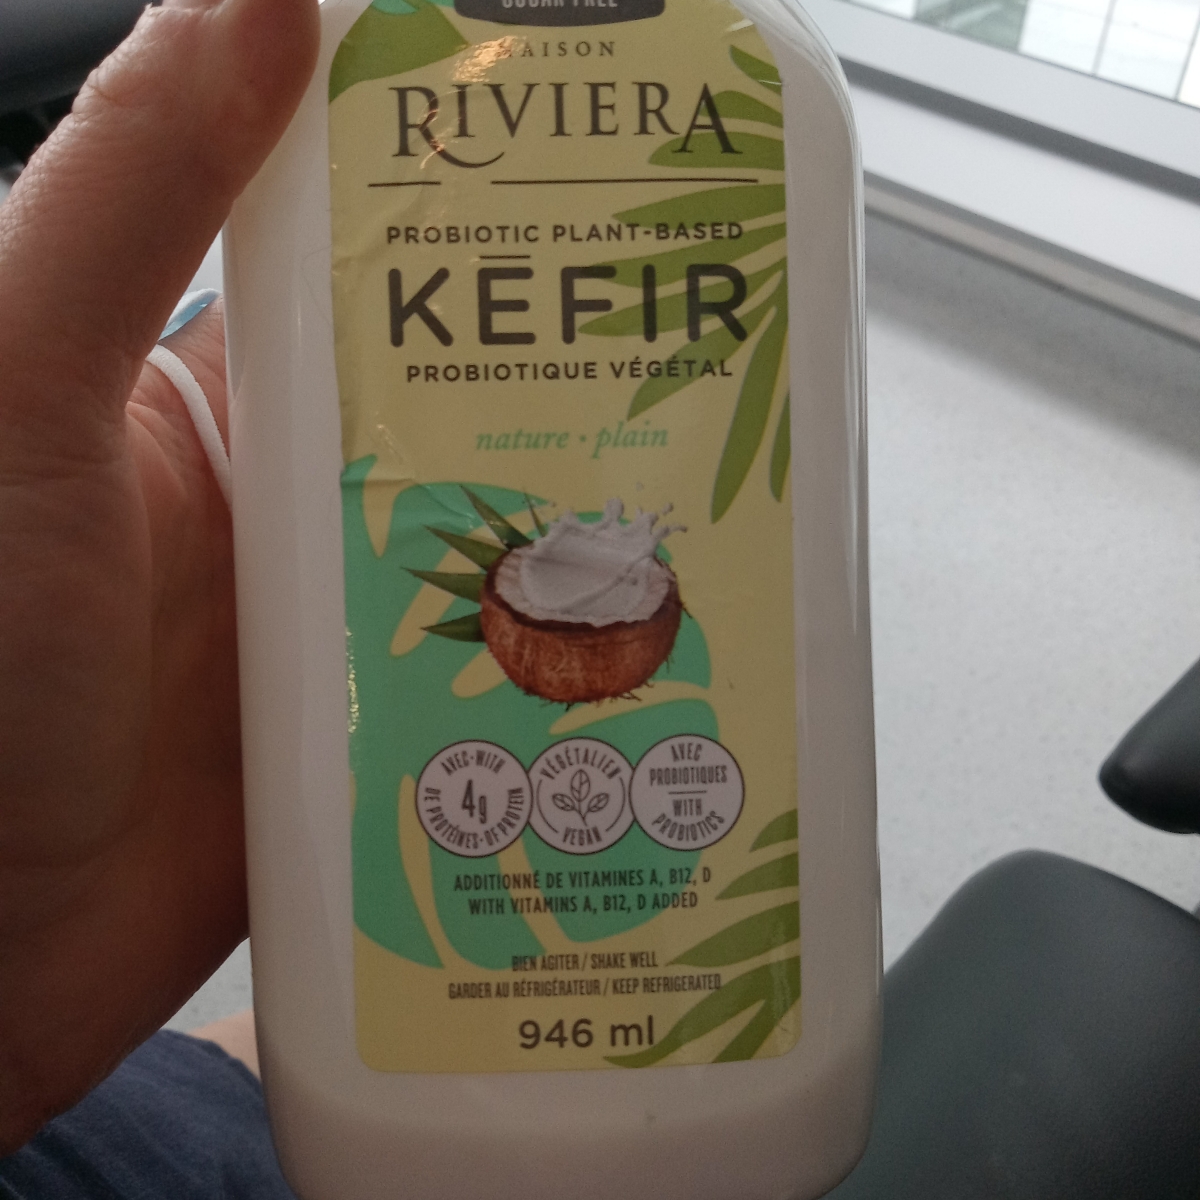 SUGAR FREE
MAISON
RIVIERA
PROBIOTIC PLANT-BASED
KĒFIR
PROBIOTIQUE VÉGÉTAL
nature • plain
AVEC•WITH
4g
DE PROTÉINES•OF PROTEIN
VÉGÉTALIEN
VEGAN
AVEC
PROBIOTIQUES
WITH
PROBIOTICS
ADDITIONNÉ DE VITAMINES A, B12, D
WITH VITAMINS A, B12, D ADDED
BIEN AGITER / SHAKE WELL
GARDER AU RÉFRIGÉRATEUR / KEEP REFRIGERATED
946 ml